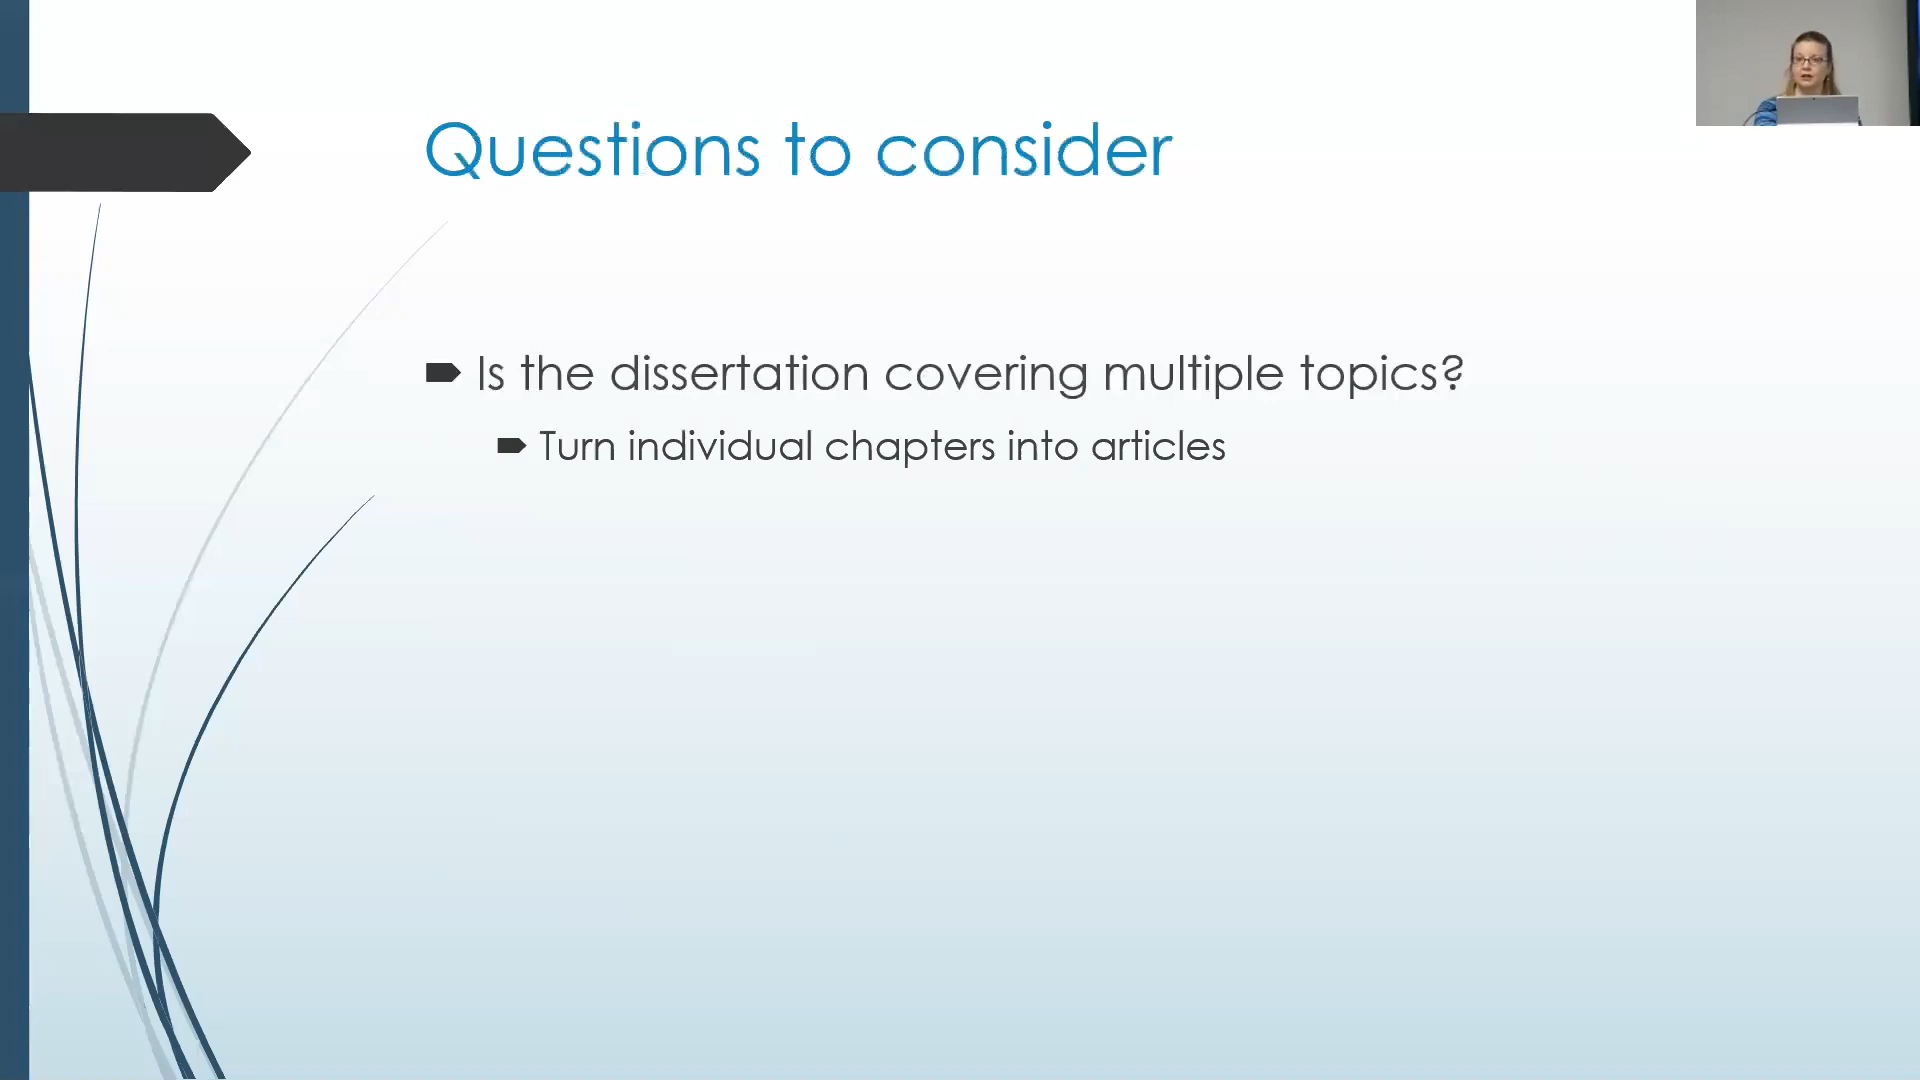 Questions to consider
Is the dissertation covering multiple topics?
Turn individual chapters into articles